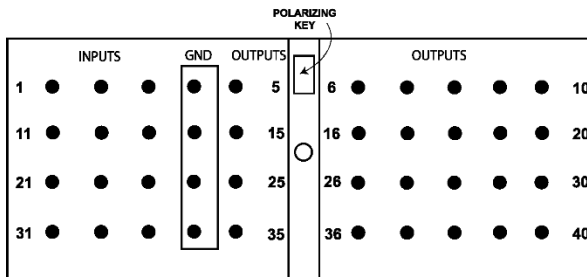 POLARIZING
KEY
INPUTS GND OUTPUTS OUTPUTS
1 5 6 10
11 15 16 20
21 25 26 30
31 35 36 40